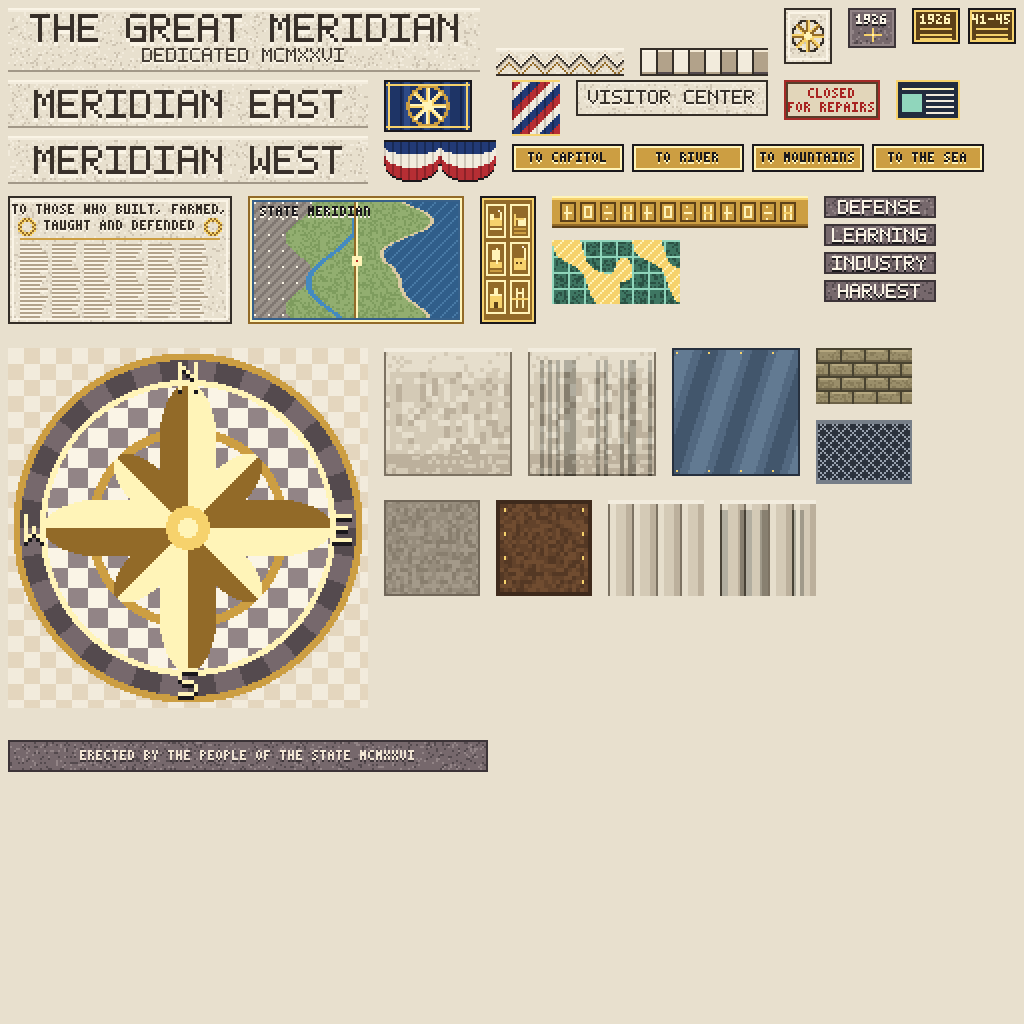 THE GREAT MERIDIAN
DEDICATED MCMXXVI
1926
1926
41-45
MERIDIAN EAST
VISITOR CENTER
CLOSED
FOR REPAIRS
MERIDIAN WEST
TO CAPITOL
TO RIVER
TO MOUNTAINS
TO THE SEA
TO THOSE WHO BUILT, FARMED,
TAUGHT AND DEFENDED
STATE MERIDIAN
DEFENSE
LEARNING
INDUSTRY
HARVEST
N
W
E
S
ERECTED BY THE PEOPLE OF THE STATE MCMXXVI